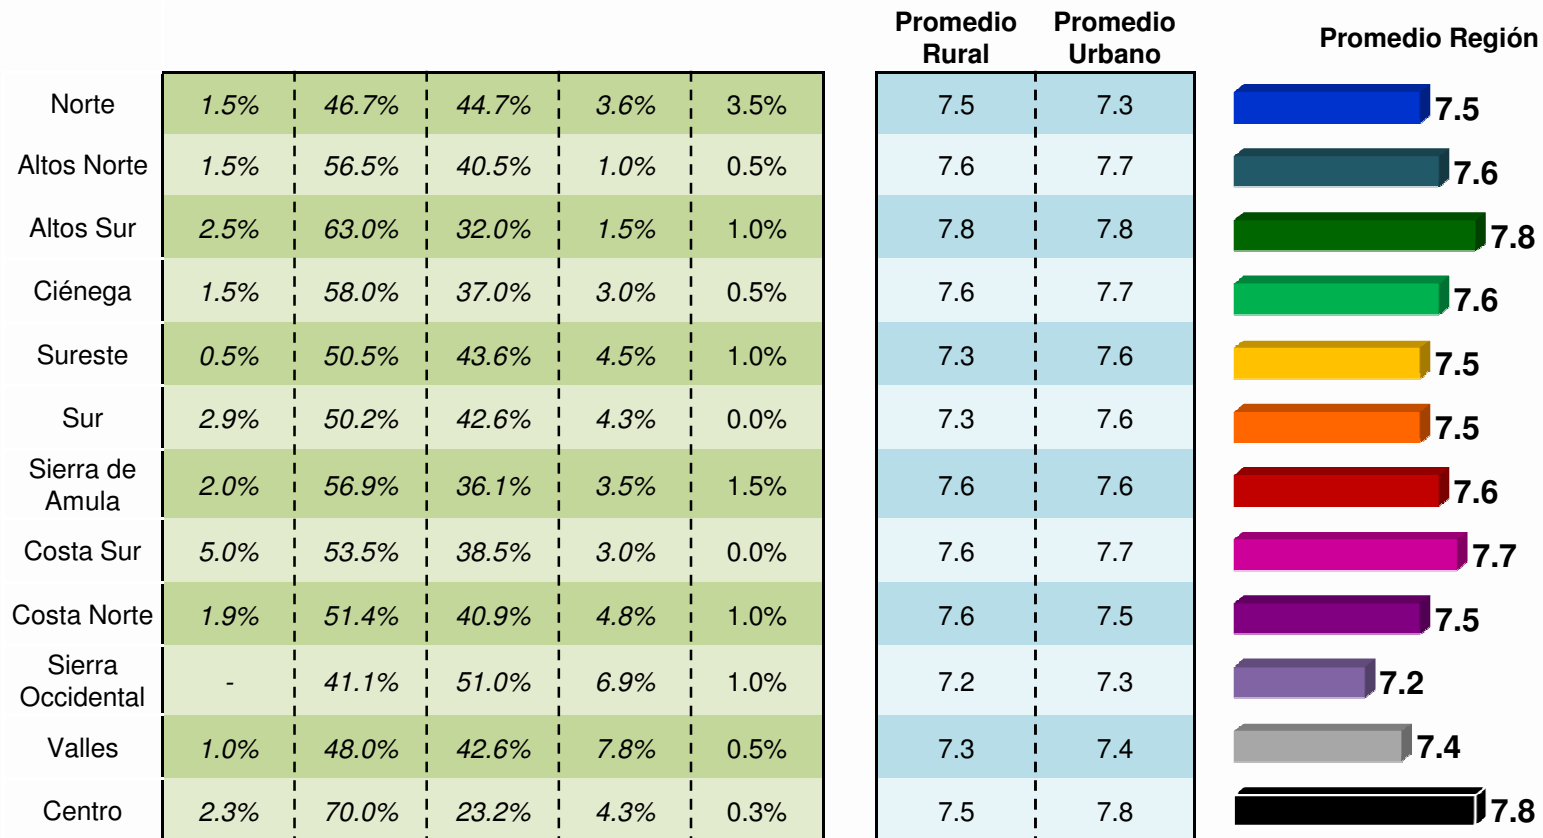 Promedio Rural Promedio Urbano Promedio Región
Norte 1.5% 46.7% 44.7% 3.6% 3.5% 7.5 7.3 7.5
Altos Norte 1.5% 56.5% 40.5% 1.0% 0.5% 7.6 7.7 7.6
Altos Sur 2.5% 63.0% 32.0% 1.5% 1.0% 7.8 7.8 7.8
Ciénega 1.5% 58.0% 37.0% 3.0% 0.5% 7.6 7.7 7.6
Sureste 0.5% 50.5% 43.6% 4.5% 1.0% 7.3 7.6 7.5
Sur 2.9% 50.2% 42.6% 4.3% 0.0% 7.3 7.6 7.5
Sierra de Amula 2.0% 56.9% 36.1% 3.5% 1.5% 7.6 7.6 7.6
Costa Sur 5.0% 53.5% 38.5% 3.0% 0.0% 7.6 7.7 7.7
Costa Norte 1.9% 51.4% 40.9% 4.8% 1.0% 7.6 7.5 7.5
Sierra Occidental - 41.1% 51.0% 6.9% 1.0% 7.2 7.3 7.2
Valles 1.0% 48.0% 42.6% 7.8% 0.5% 7.3 7.4 7.4
Centro 2.3% 70.0% 23.2% 4.3% 0.3% 7.5 7.8 7.8